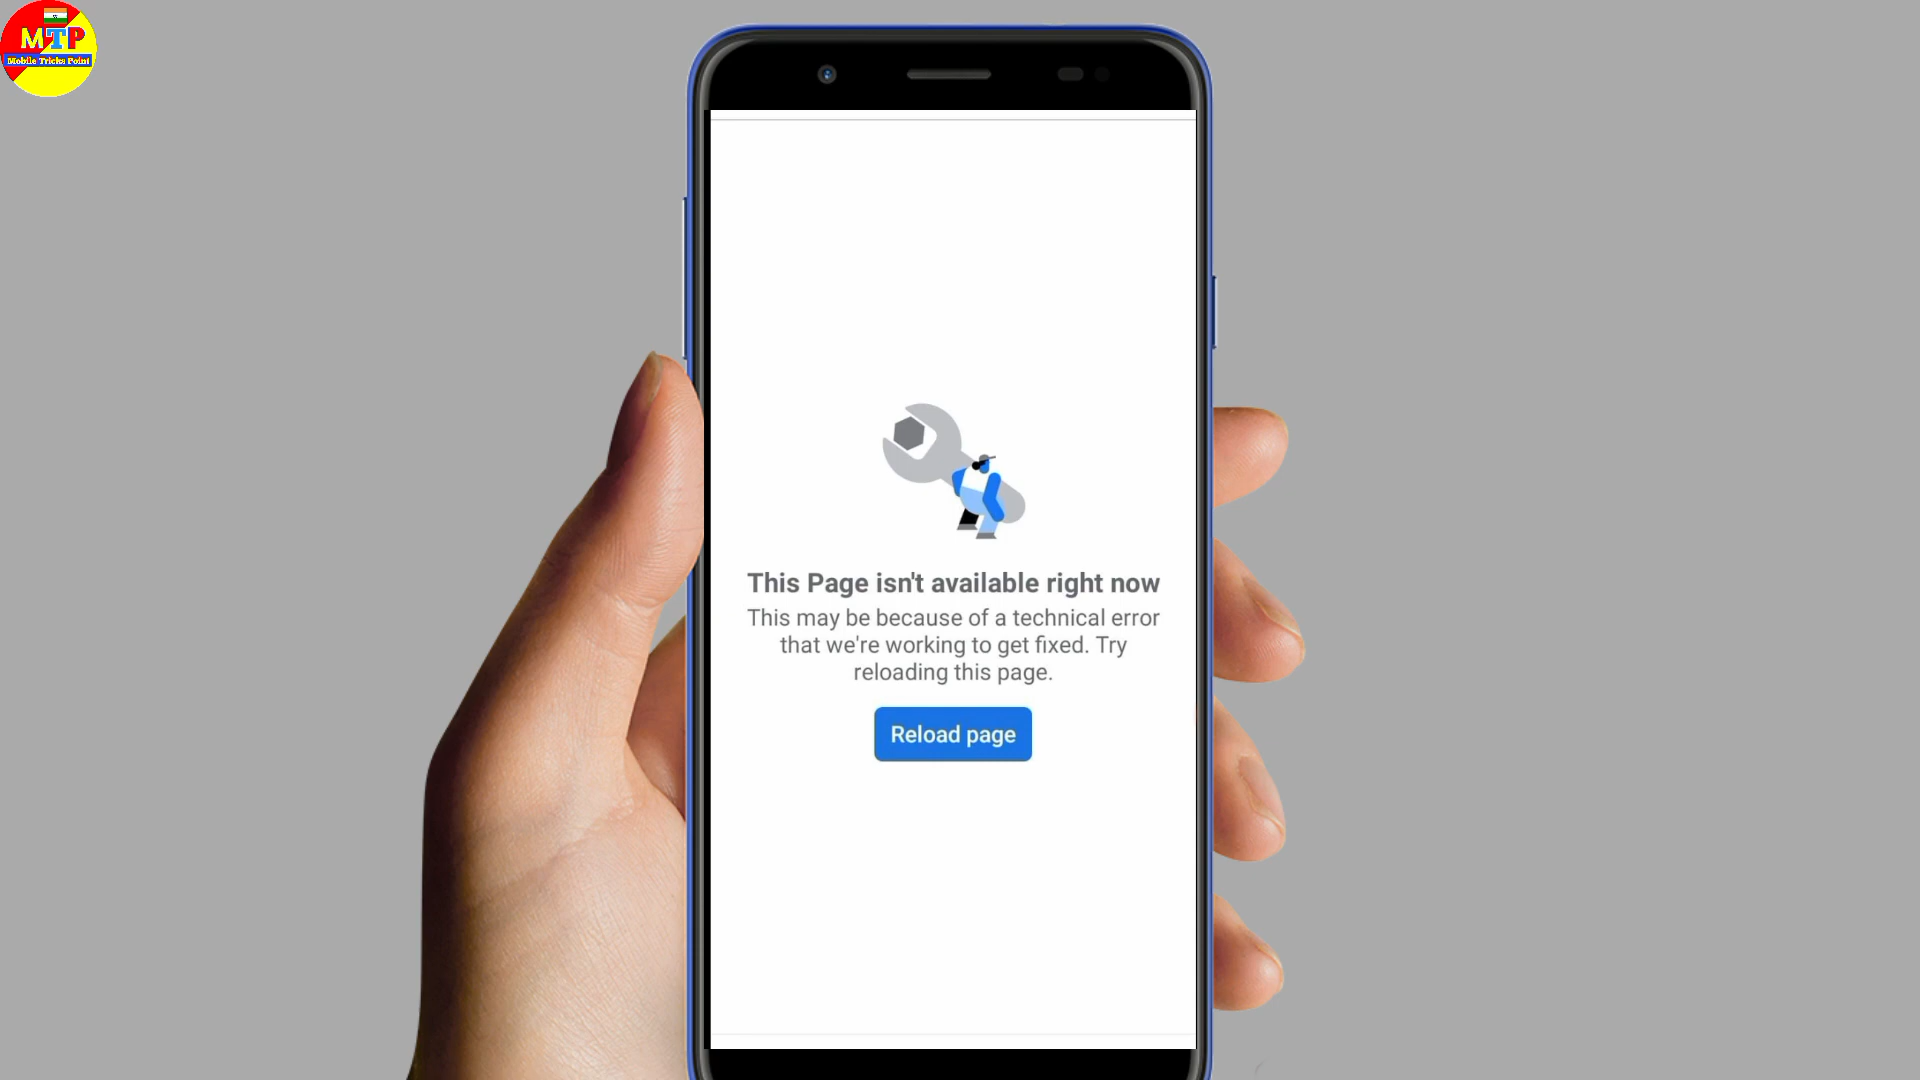 MTP
Mobile Tricks Point
This Page isn't available right now
This may be because of a technical error
that we're working to get fixed. Try
reloading this page.
Reload page